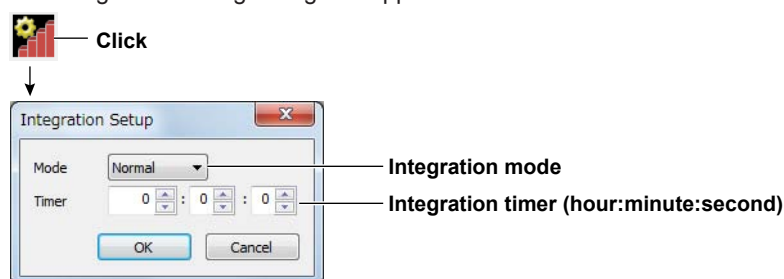 Click
Integration Setup
Mode Normal Integration mode
Timer 0 : 0 : 0 Integration timer (hour:minute:second)
OK Cancel